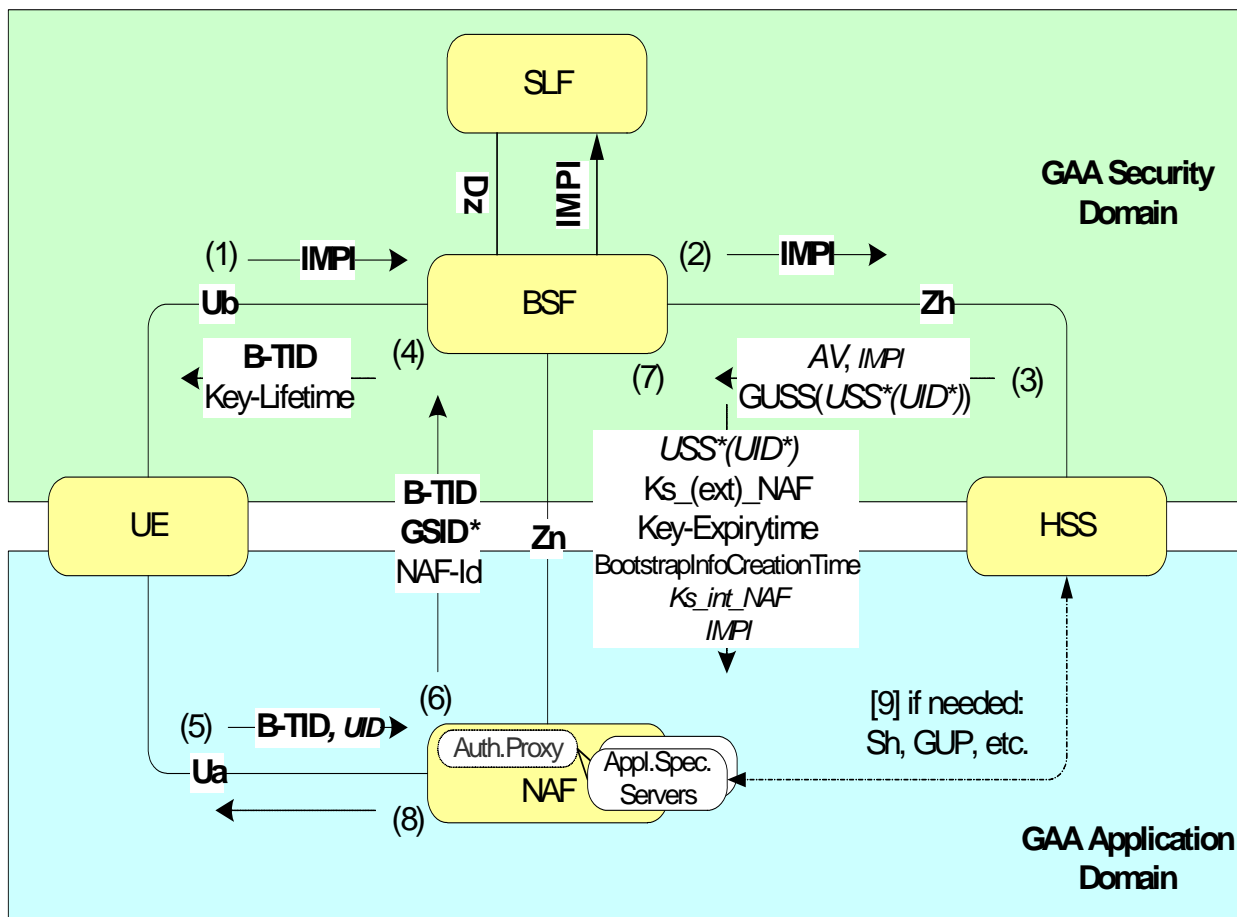 SLF
GAA Security
Domain
Dz
IMPI
(1)
IMPI
(2)
IMPI
BSF
Ub
Zh
B-TID
Key-Lifetime
(4)
(7)
AV, IMPI
GUSS(USS*(UID*))
(3)
USS*(UID*)
Ks_(ext)_NAF
Key-Expirytime
BootstrapInfoCreationTime
Ks_int_NAF
IMPI
UE
B-TID
GSID*
NAF-Id
Zn
HSS
(6)
(5)
B-TID, UID
[9] if needed:
Sh, GUP, etc.
Auth.Proxy
NAF
Appl.Spec.
Servers
Ua
(8)
GAA Application
Domain